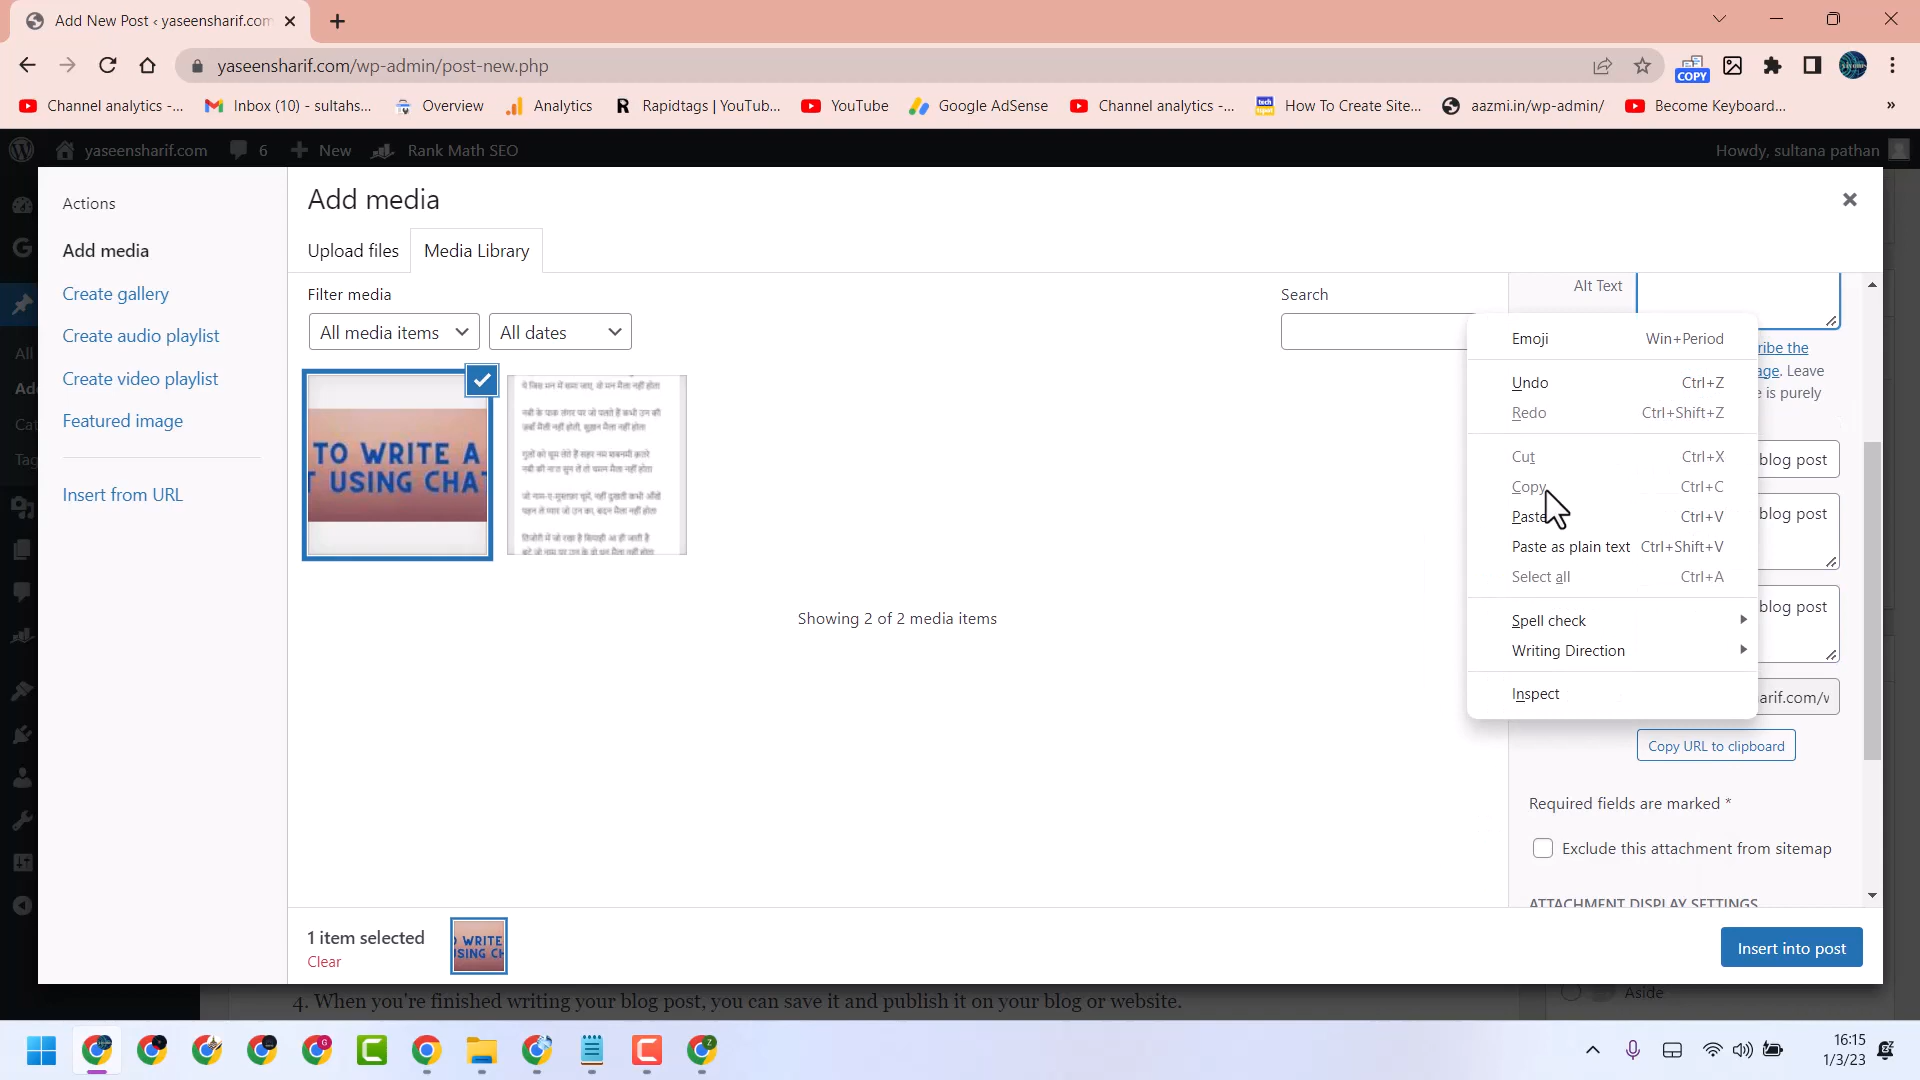 Add New Post ‹ yaseensharif.com
yaseensharif.com/wp-admin/post-new.php
COPY
Channel analytics -...
Inbox (10) - sultahs...
Overview
Analytics
R Rapidtags | YouTub...
YouTube
Google AdSense
Channel analytics -...
How To Create Site...
aazmi.in/wp-admin/
Become Keyboard...
»
yaseensharif.com
6
New
Rank Math SEO
Howdy, sultana pathan
Actions
Add media
Create gallery
Create audio playlist
Create video playlist
Featured image
Insert from URL
All
Ad
Cat
Tag
Add media
Upload files
Media Library
Filter media
All media items
All dates
Search
TO WRITE A
T USING CHA
Showing 2 of 2 media items
Alt Text
ribe the
age. Leave
e is purely
blog post
blog post
blog post
arif.com/v
Copy URL to clipboard
Required fields are marked *
Exclude this attachment from sitemap
ATTACHMENT DISPLAY SETTINGS
Emoji Win+Period
Undo Ctrl+Z
Redo Ctrl+Shift+Z
Cut Ctrl+X
Copy Ctrl+C
Paste Ctrl+V
Paste as plain text Ctrl+Shift+V
Select all Ctrl+A
Spell check
Writing Direction
Inspect
1 item selected
Clear
O WRITE
SING CH
Insert into post
4. When you're finished writing your blog post, you can save it and publish it on your blog or website.
Aside
16:15
1/3/23